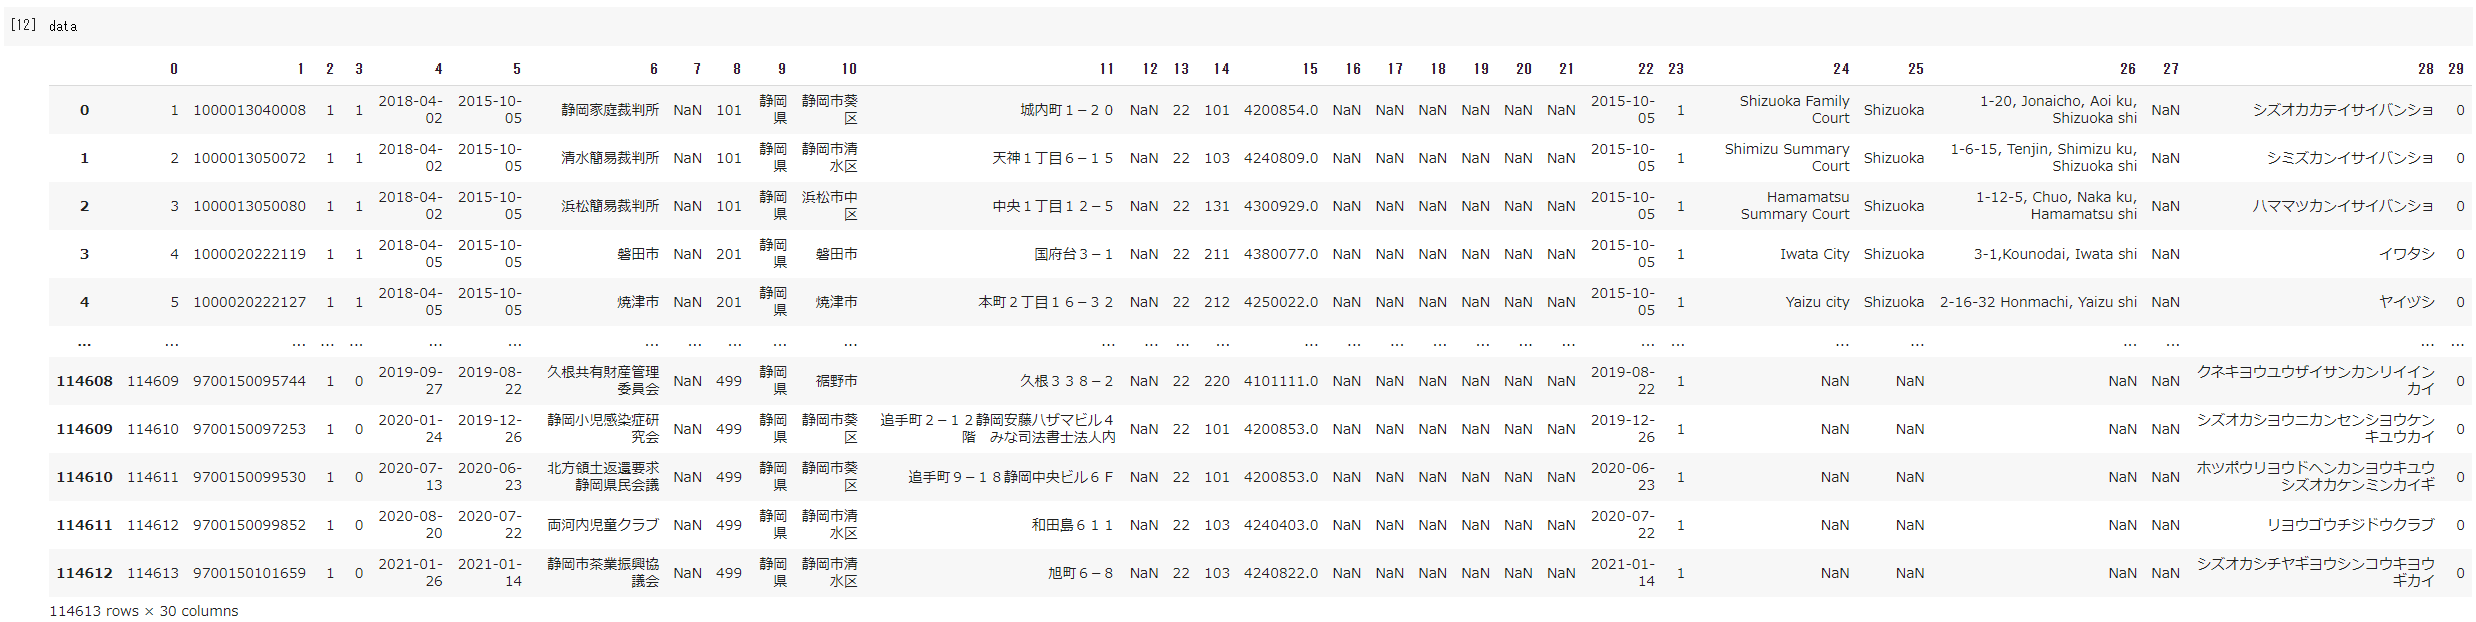 [12] data
0 1 2 3 4 5 6 7 8 9 10 11 12 13 14 15 16 17 18 19 20 21 22 23 24 25 26 27 28 29
0 1 1000013040008 1 1 2018-04-02 2015-10-05 静岡家庭裁判所 NaN 101 静岡県 静岡市葵区 城内町１－２０ NaN 22 101 4200854.0 NaN NaN NaN NaN NaN NaN 2015-10-05 1 Shizuoka Family Court Shizuoka 1-20, Jonaicho, Aoi ku, Shizuoka shi NaN シズオカカテイサイバンショ 0
1 2 1000013050072 1 1 2018-04-02 2015-10-05 清水簡易裁判所 NaN 101 静岡県 静岡市清水区 天神１丁目６－１５ NaN 22 103 4240809.0 NaN NaN NaN NaN NaN NaN 2015-10-05 1 Shimizu Summary Court Shizuoka 1-6-15, Tenjin, Shimizu ku, Shizuoka shi NaN シミズカンイサイバンショ 0
2 3 1000013050080 1 1 2018-04-02 2015-10-05 浜松簡易裁判所 NaN 101 静岡県 浜松市中区 中央１丁目１２－５ NaN 22 131 4300929.0 NaN NaN NaN NaN NaN NaN 2015-10-05 1 Hamamatsu Summary Court Shizuoka 1-12-5, Chuo, Naka ku, Hamamatsu shi NaN ハママツカンイサイバンショ 0
3 4 1000020222119 1 1 2018-04-05 2015-10-05 磐田市 NaN 201 静岡県 磐田市 国府台３－１ NaN 22 211 4380077.0 NaN NaN NaN NaN NaN NaN 2015-10-05 1 Iwata City Shizuoka 3-1,Kounodai, Iwata shi NaN イワタシ 0
4 5 1000020222127 1 1 2018-04-05 2015-10-05 焼津市 NaN 201 静岡県 焼津市 本町２丁目１６－３２ NaN 22 212 4250022.0 NaN NaN NaN NaN NaN NaN 2015-10-05 1 Yaizu city Shizuoka 2-16-32 Honmachi, Yaizu shi NaN ヤイヅシ 0
... ... ... ... ... ... ... ... ... ... ... ... ... ... ... ... ... ... ... ... ... ... ... ... ... ... ... ... ... ... ...
114608 114609 9700150095744 1 0 2019-09-27 2019-08-22 久根共有財産管理委員会 NaN 499 静岡県 裾野市 久根３３８－２ NaN 22 220 4101111.0 NaN NaN NaN NaN NaN NaN 2019-08-22 1 NaN NaN NaN NaN クネキヨウユウザイサンカンリイインカイ 0
114609 114610 9700150097253 1 0 2020-01-24 2019-12-26 静岡小児感染症研究会 NaN 499 静岡県 静岡市葵区 追手町２－１２静岡安藤ハザマビル４階　みな司法書士法人内 NaN 22 101 4200853.0 NaN NaN NaN NaN NaN NaN 2019-12-26 1 NaN NaN NaN NaN シズオカシヨウニカンセンシヨウケンキユウカイ 0
114610 114611 9700150099530 1 0 2020-07-13 2020-06-23 北方領土返還要求静岡県民会議 NaN 499 静岡県 静岡市葵区 追手町９－１８静岡中央ビル６Ｆ NaN 22 101 4200853.0 NaN NaN NaN NaN NaN NaN 2020-06-23 1 NaN NaN NaN NaN ホツポウリヨウドヘンカンヨウキユウシズオカケンミンカイギ 0
114611 114612 9700150099852 1 0 2020-08-20 2020-07-22 両河内児童クラブ NaN 499 静岡県 静岡市清水区 和田島６１１ NaN 22 103 4240403.0 NaN NaN NaN NaN NaN NaN 2020-07-22 1 NaN NaN NaN NaN リヨウゴウチジドウクラブ 0
114612 114613 9700150101659 1 0 2021-01-26 2021-01-14 静岡市茶業振興協議会 NaN 499 静岡県 静岡市清水区 旭町６－８ NaN 22 103 4240822.0 NaN NaN NaN NaN NaN NaN 2021-01-14 1 NaN NaN NaN NaN シズオカシチヤギヨウシンコウキヨウギカイ 0
114613 rows × 30 columns